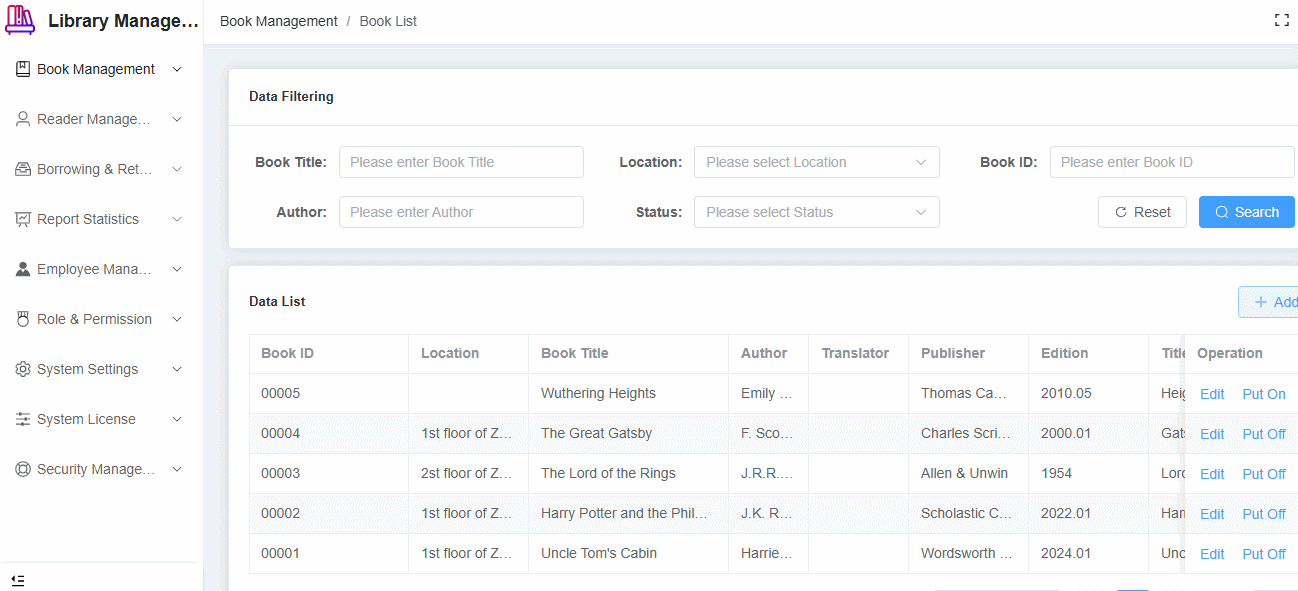 Library Manage...
Book Management / Book List
Book Management
Reader Manage...
Borrowing & Ret...
Report Statistics
Employee Mana...
Role & Permission
System Settings
System License
Security Manage...
Data Filtering
Book Title: Please enter Book Title Location: Please select Location Book ID: Please enter Book ID
Author: Please enter Author Status: Please select Status Reset Search
Data List
Add
Book ID Location Book Title Author Translator Publisher Edition Title Operation
00005 Wuthering Heights Emily ... Thomas Ca... 2010.05 Heig Edit Put On
00004 1st floor of Z... The Great Gatsby F. Sco... Charles Scri... 2000.01 Gats Edit Put Off
00003 2st floor of Z... The Lord of the Rings J.R.R.... Allen & Unwin 1954 Lord Edit Put Off
00002 1st floor of Z... Harry Potter and the Phil... J.K. R... Scholastic C... 2022.01 Har Edit Put Off
00001 1st floor of Z... Uncle Tom's Cabin Harrie... Wordsworth ... 2024.01 Unc Edit Put Off